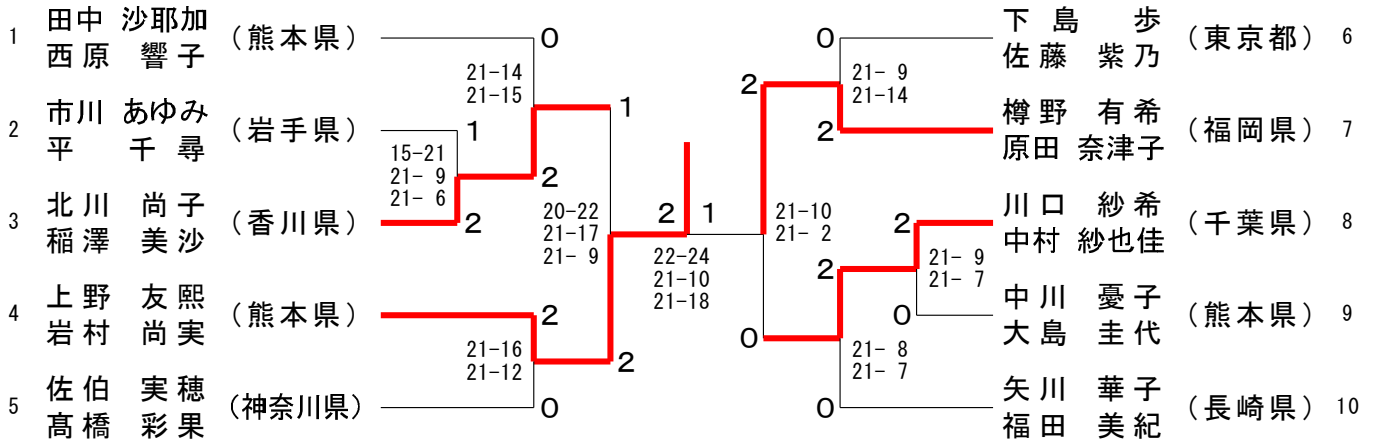 1 田中 沙耶加 (熊本県)
西原 響子
0
21-14
21-15
1
2 市川 あゆみ (岩手県)
平 千尋
1
15-21
21- 9
21- 6
2
3 北川 尚子 (香川県)
稲澤 美沙
2
20-22
21-17
21- 9
2 1
22-24
21-10
21-18
4 上野 友熙 (熊本県)
岩村 尚実
2
21-16
21-12
2
5 佐伯 実穂 (神奈川県)
髙橋 彩果
0
0
下島 歩 (東京都) 6
佐藤 紫乃
21- 9
21-14
2
2
樽野 有希 (福岡県) 7
原田 奈津子
21-10
21- 2
2
川口 紗希 (千葉県) 8
中村 紗也佳
21- 9
21- 7
2
0
中川 憂子 (熊本県) 9
大島 圭代
0
21- 8
21- 7
0
矢川 華子 (長崎県) 10
福田 美紀